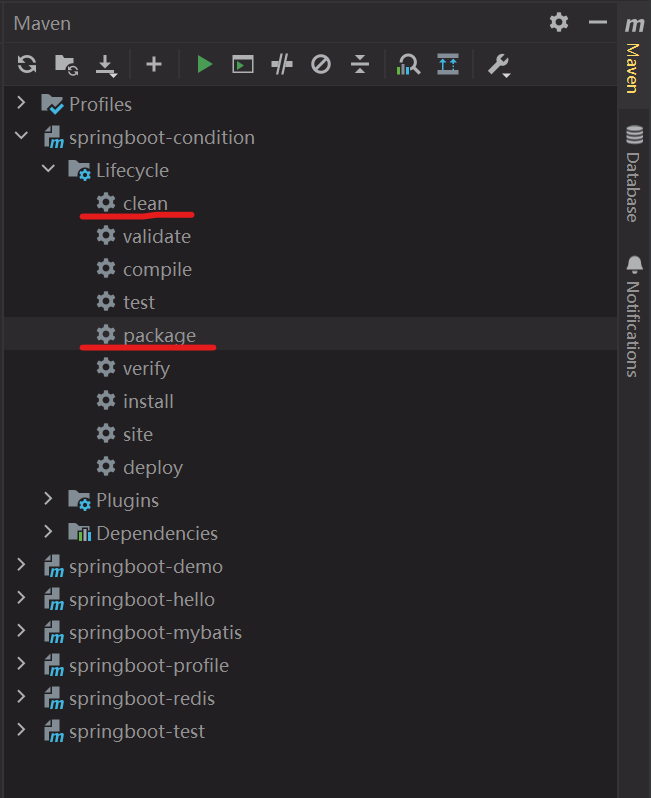 Maven
Profiles
springboot-condition
Lifecycle
clean
validate
compile
test
package
verify
install
site
deploy
Plugins
Dependencies
springboot-demo
springboot-hello
springboot-mybatis
springboot-profile
springboot-redis
springboot-test
m
Maven
Database
Notifications